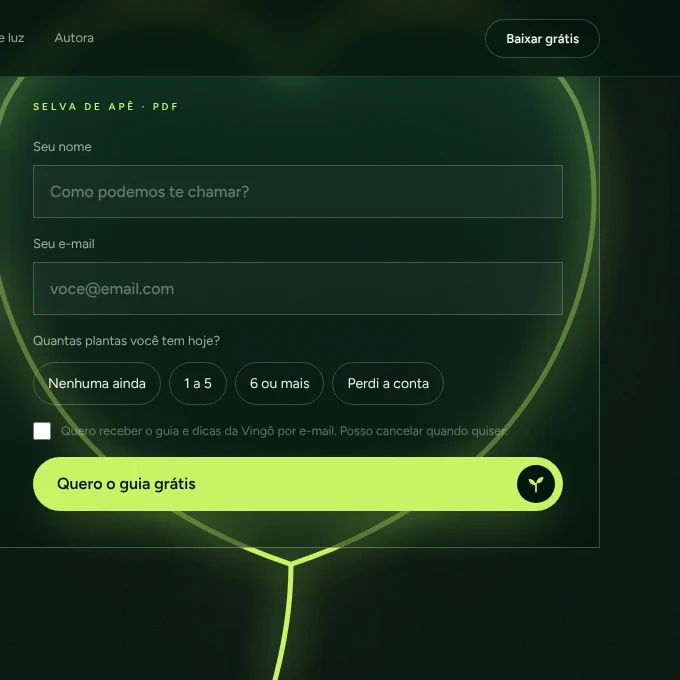 luz
Autora
Baixar grátis
SELVA DE APÊ · PDF
Seu nome
Como podemos te chamar?
Seu e-mail
voce@email.com
Quantas plantas você tem hoje?
Nenhuma ainda
1 a 5
6 ou mais
Perdi a conta
Quero receber o guia e dicas da Vingô por e-mail. Posso cancelar quando quiser.
Quero o guia grátis